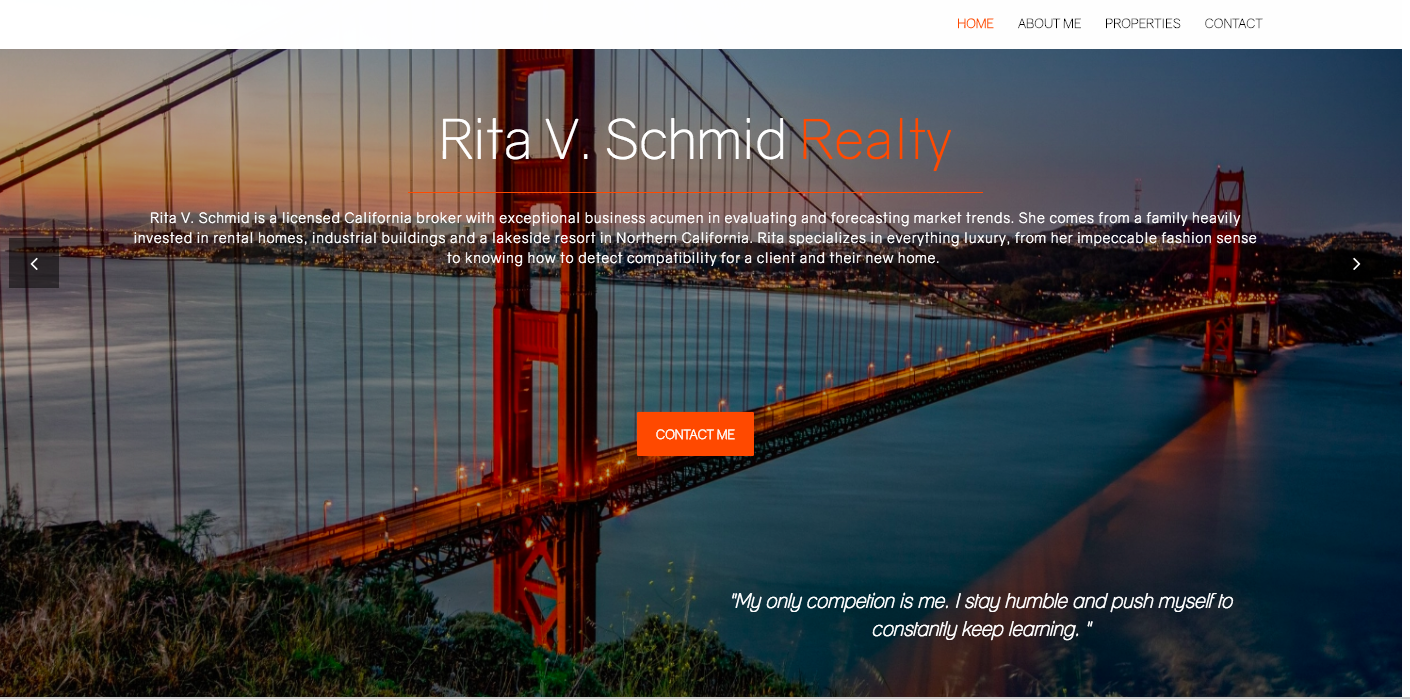 HOME ABOUT ME PROPERTIES CONTACT
Rita V. Schmid Realty
Rita V. Schmid is a licensed California broker with exceptional business acumen in evaluating and forecasting market trends. She comes from a family heavily
invested in rental homes, industrial buildings and a lakeside resort in Northern California. Rita specializes in everything luxury, from her impeccable fashion sense
to knowing how to detect compatibility for a client and their new home.
CONTACT ME
"My only competion is me. I stay humble and push myself to
constantly keep learning. "